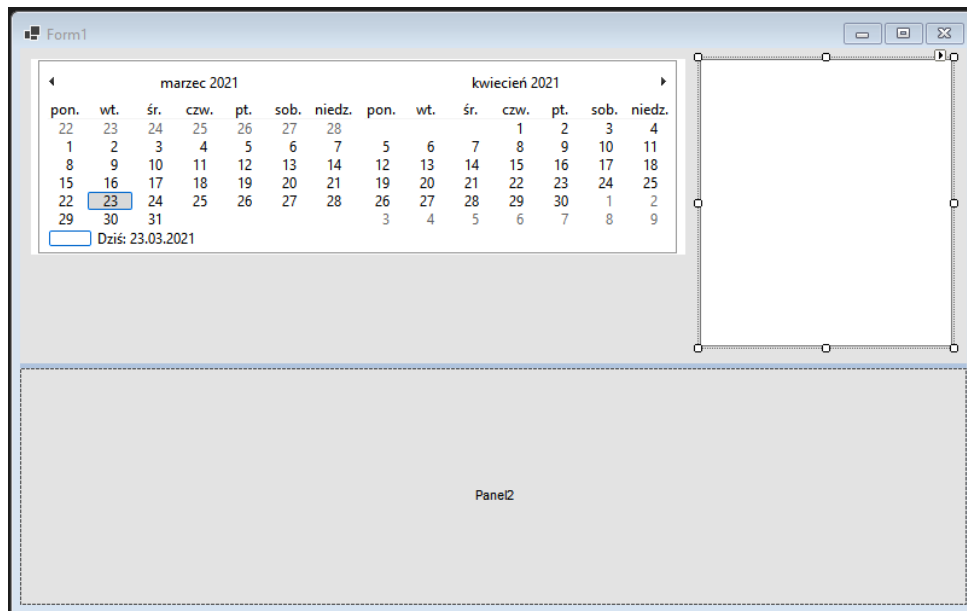 Form1
marzec 2021 kwiecień 2021
pon. wt. śr. czw. pt. sob. niedz. pon. wt. śr. czw. pt. sob. niedz.
22 23 24 25 26 27 28 1 2 3 4
1 2 3 4 5 6 7 5 6 7 8 9 10 11
8 9 10 11 12 13 14 12 13 14 15 16 17 18
15 16 17 18 19 20 21 19 20 21 22 23 24 25
22 23 24 25 26 27 28 26 27 28 29 30 1 2
29 30 31 3 4 5 6 7 8 9
Dziś: 23.03.2021
Panel2